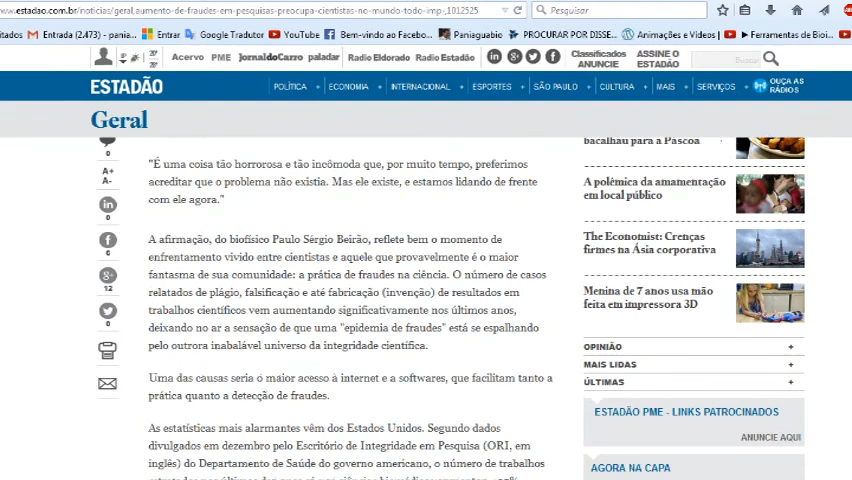 www.estadao.com.br/noticias/geral,aumento-de-fraudes-em-pesquisas-preocupa-cientistas-no-mundo-todo-imp-,1012525
Pesquisar
itados
Entrada (2.473) - pania...
Entrar
Google Tradutor
YouTube
Bem-vindo ao Facebo...
Paniaguabio
PROCURAR POR DISSE...
Animações e Vídeos |
Ferramentas de Bioi...
Acervo
PME
JornaldoCarro
paladar
Radio Eldorado
Radio Estadão
Classificados
ANUNCIE
ASSINE O
ESTADÃO
Buscar
ESTADÃO
POLÍTICA +
ECONOMIA +
INTERNACIONAL +
ESPORTES +
SÃO PAULO +
CULTURA +
MAIS +
SERVIÇOS +
OUÇA AS
RÁDIOS
Geral
0
A+
A-
0
6
12
0
"É uma coisa tão horrorosa e tão incômoda que, por muito tempo, preferimos
acreditar que o problema não existia. Mas ele existe, e estamos lidando de frente
com ele agora."
A afirmação, do biofísico Paulo Sérgio Beirão, reflete bem o momento de
enfrentamento vivido entre cientistas e aquele que provavelmente é o maior
fantasma de sua comunidade: a prática de fraudes na ciência. O número de casos
relatados de plágio, falsificação e até fabricação (invenção) de resultados em
trabalhos científicos vem aumentando significativamente nos últimos anos,
deixando no ar a sensação de que uma "epidemia de fraudes" está se espalhando
pelo outrora inabalável universo da integridade científica.
Uma das causas seria o maior acesso à internet e a softwares, que facilitam tanto a
prática quanto a detecção de fraudes.
As estatísticas mais alarmantes vêm dos Estados Unidos. Segundo dados
divulgados em dezembro pelo Escritório de Integridade em Pesquisa (ORI, em
inglês) do Departamento de Saúde do governo americano, o número de trabalhos
bacalhau para a Páscoa
A polêmica da amamentação
em local público
The Economist: Crenças
firmes na Ásia corporativa
Menina de 7 anos usa mão
feita em impressora 3D
OPINIÃO +
MAIS LIDAS +
ÚLTIMAS +
ESTADÃO PME - LINKS PATROCINADOS
ANUNCIE AQUI
AGORA NA CAPA